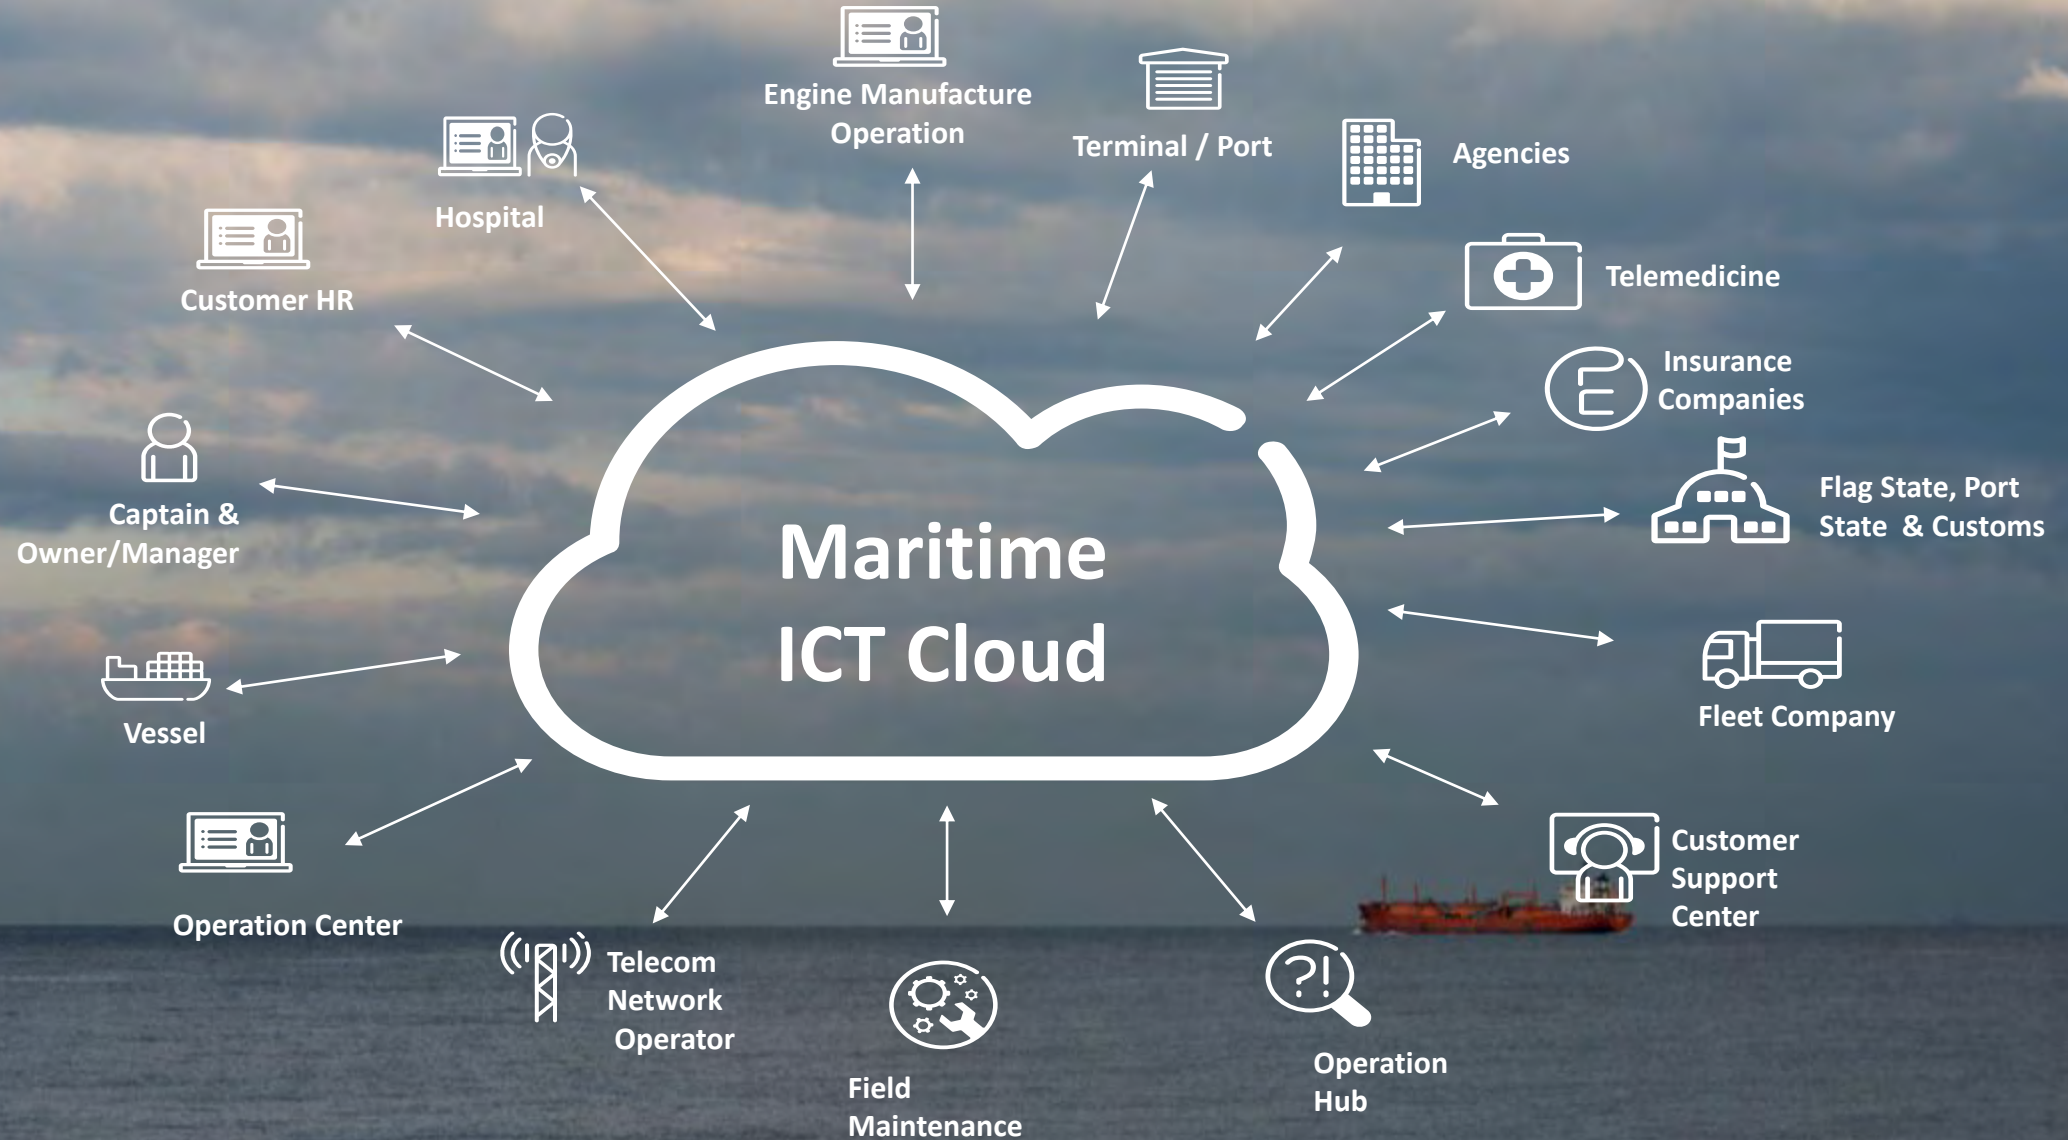 Engine Manufacture
Operation
Terminal / Port
Agencies
Hospital
Telemedicine
Customer HR
Insurance
Companies
Captain &
Owner/Manager
Flag State, Port
State & Customs
Maritime
ICT Cloud
Vessel
Fleet Company
Operation Center
Customer
Support
Center
Telecom
Network
Operator
Field
Maintenance
?!
Operation
Hub